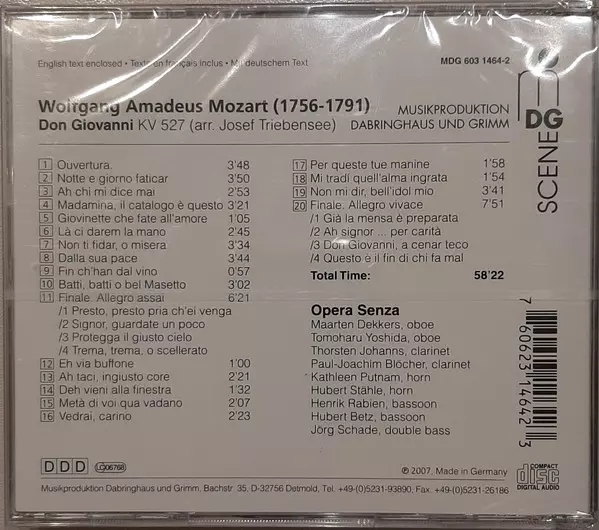 English text enclosed • Texte en français inclus • Mit deutschem Text
MDG 603 1464-2
Wolfgang Amadeus Mozart (1756-1791)
Don Giovanni KV 527 (arr. Josef Triebensee)
MUSIKPRODUKTION
DABRINGHAUS UND GRIMM
DG
SCENE
1 Ouvertura. 3'48
2 Notte e giorno faticar 3'50
3 Ah chi mi dice mai 2'53
4 Madamina, il catalogo è questo 3'21
5 Giovinette che fate all'amore 1'05
6 Là ci darem la mano 2'45
7 Non ti fidar, o misera 3'34
8 Dalla sua pace 3'44
9 Fin ch'han dal vino 0'57
10 Batti, batti o bel Masetto 3'02
11 Finale. Allegro assai 6'21
/1 Presto, presto pria ch'ei venga
/2 Signor, guardate un poco
/3 Protegga il giusto cielo
/4 Trema, trema, o scellerato
12 Eh via buffone 1'00
13 Ah taci, ingiusto core 2'21
14 Deh vieni alla finestra 1'32
15 Metà di voi qua vadano 2'07
16 Vedrai, carino 2'23
17 Per queste tue manine 1'58
18 Mi tradì quell'alma ingrata 1'54
19 Non mi dir, bell'idol mio 3'41
20 Finale. Allegro vivace 7'51
/1 Già la mensa è preparata
/2 Ah signor ... per carità
/3 Don Giovanni, a cenar teco
/4 Questo è il fin di chi fa mal
Total Time: 58'22
Opera Senza
Maarten Dekkers, oboe
Tomoharu Yoshida, oboe
Thorsten Johanns, clarinet
Paul-Joachim Blöcher, clarinet
Kathleen Putnam, horn
Hubert Stähle, horn
Henrik Rabien, bassoon
Hubert Betz, bassoon
Jörg Schade, double bass
7 60623 14642 3
DDD
LC06768
℗ 2007, Made in Germany
COMPACT
disc
DIGITAL AUDIO
Musikproduktion Dabringhaus und Grimm, Bachstr. 35, D-32756 Detmold, Tel. +49-(0)5231-93890, Fax. +49-(0)5231-26186